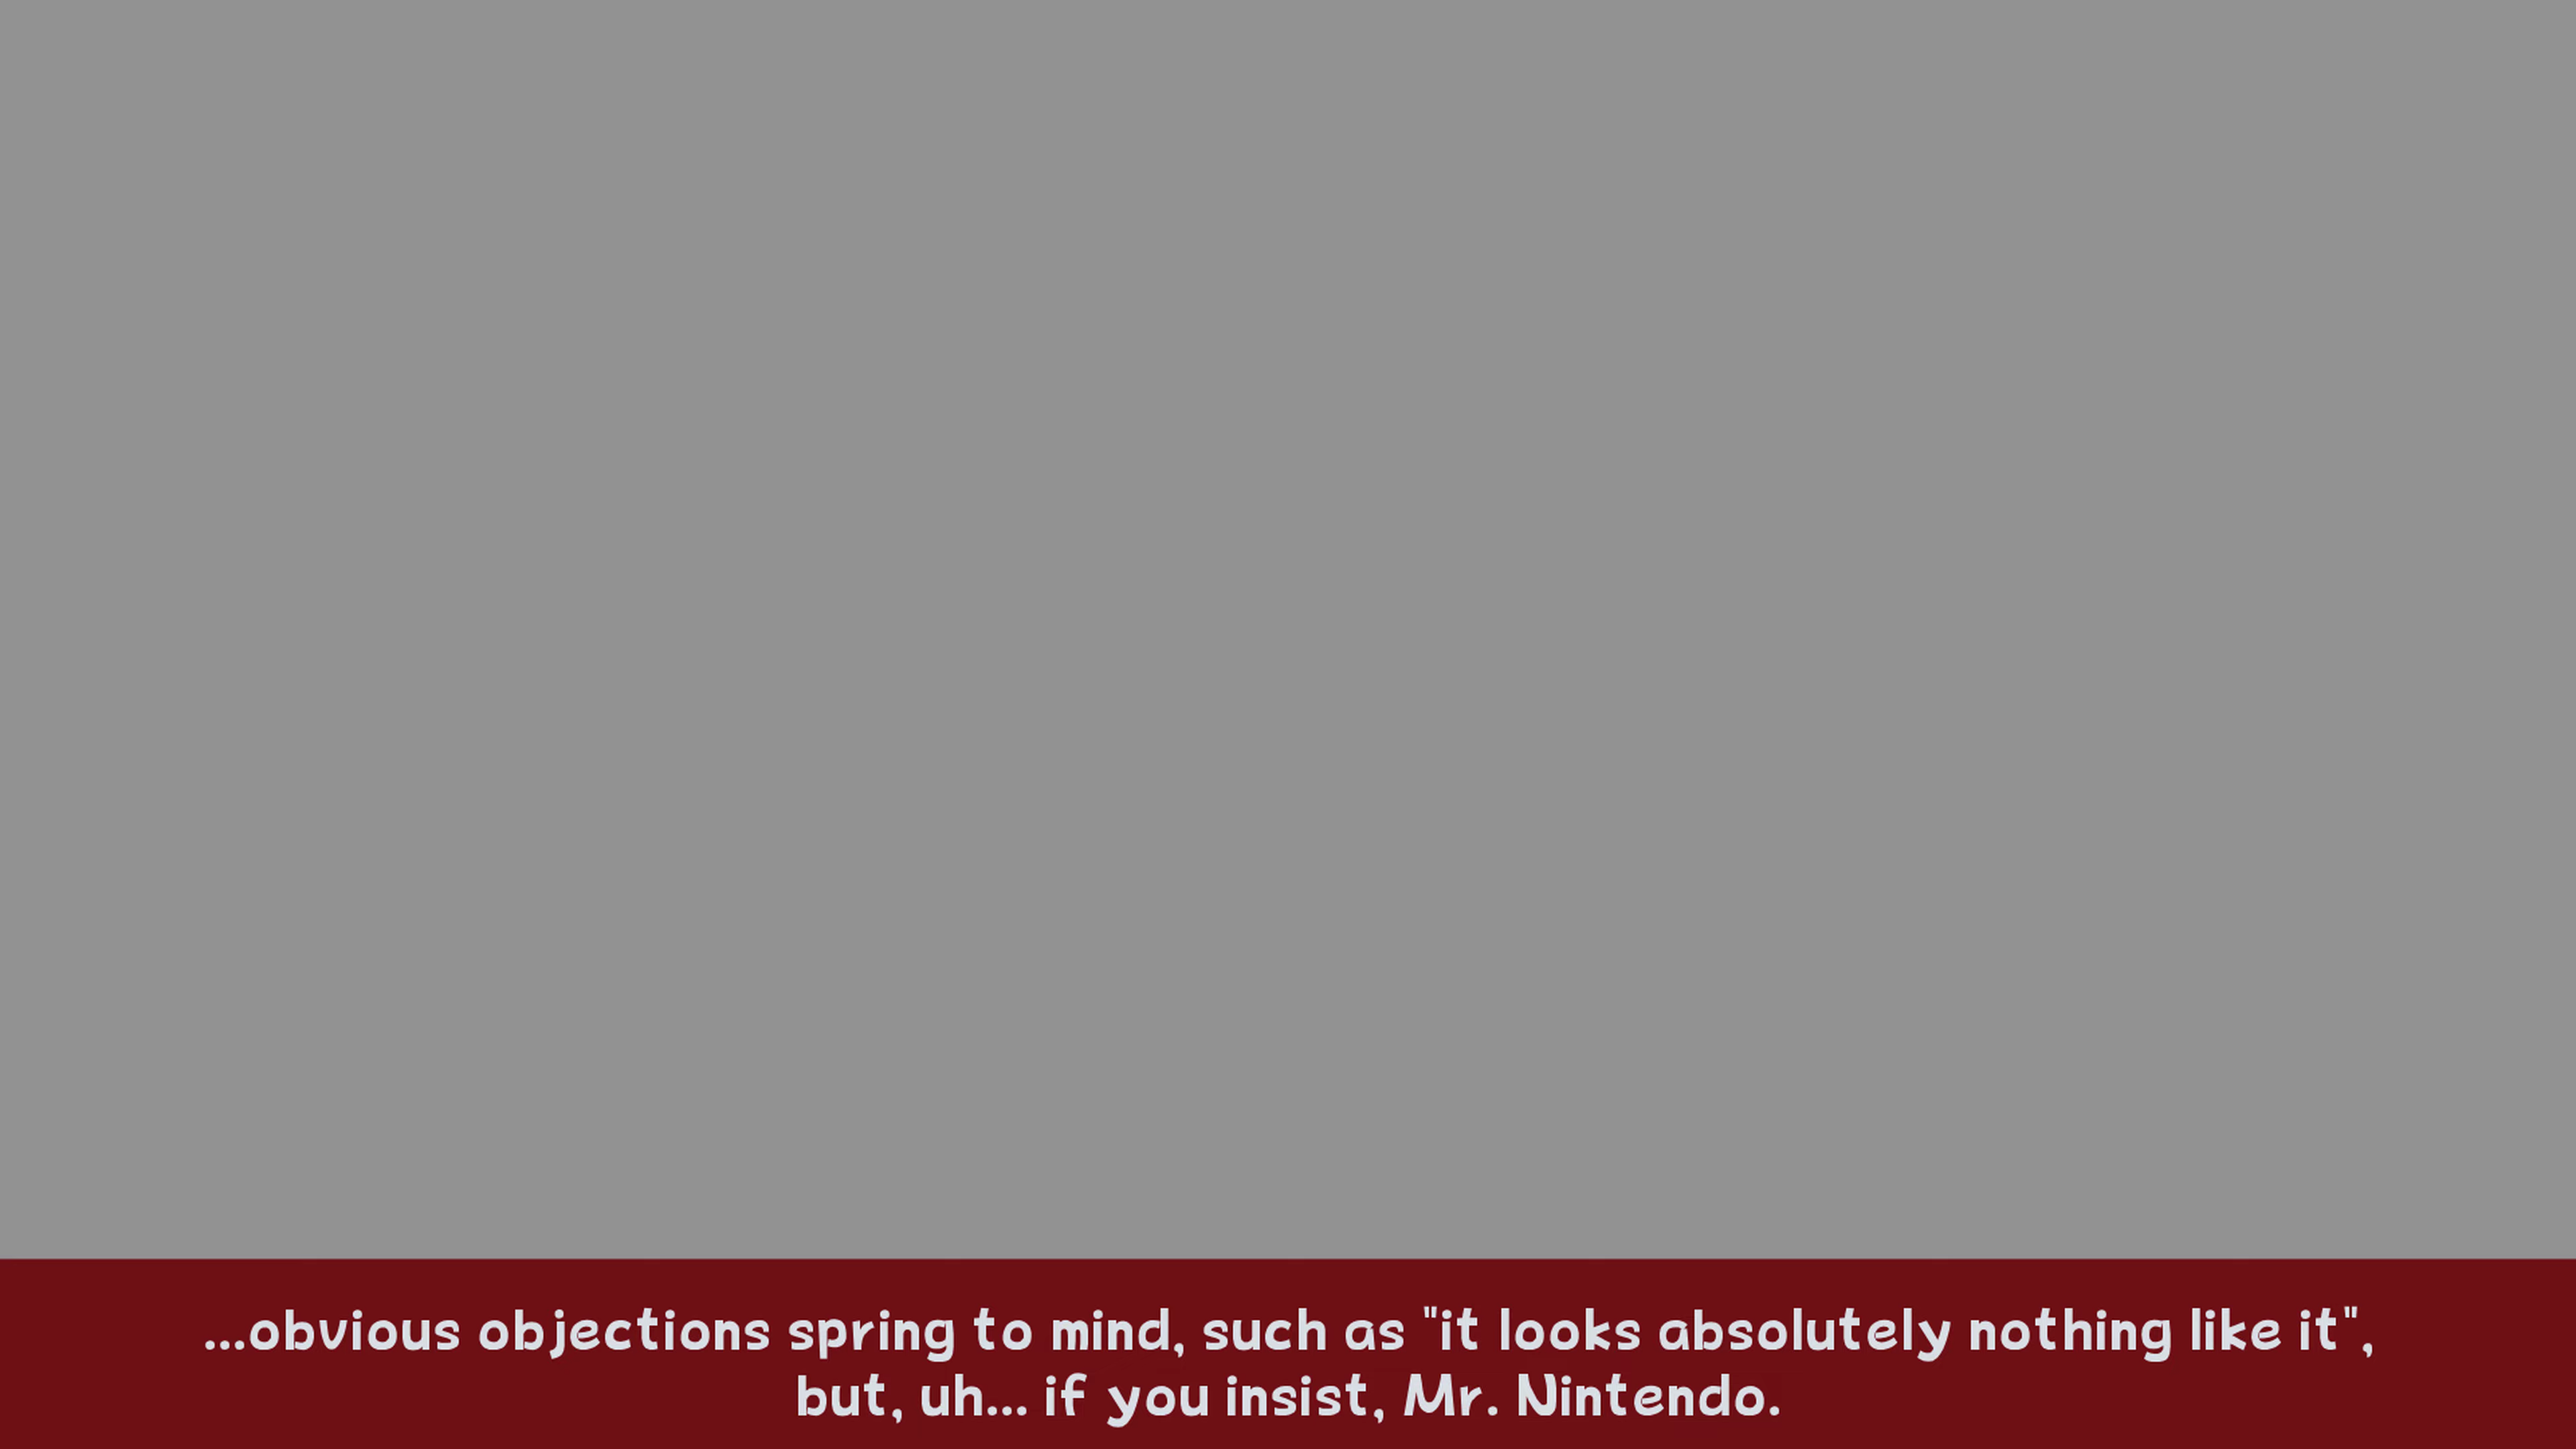 ...obvious objections spring to mind, such as "it looks absolutely nothing like it",
but, uh... if you insist, Mr. Nintendo.